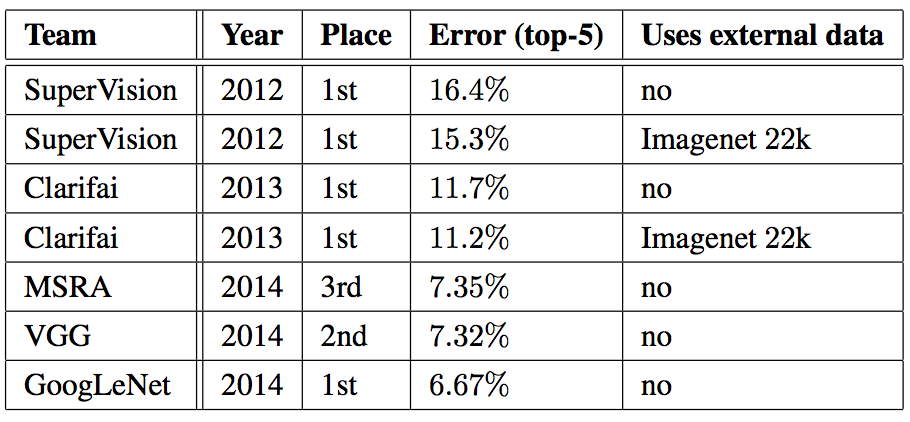 Team Year Place Error (top-5) Uses external data
SuperVision 2012 1st 16.4% no
SuperVision 2012 1st 15.3% Imagenet 22k
Clarifai 2013 1st 11.7% no
Clarifai 2013 1st 11.2% Imagenet 22k
MSRA 2014 3rd 7.35% no
VGG 2014 2nd 7.32% no
GoogLeNet 2014 1st 6.67% no